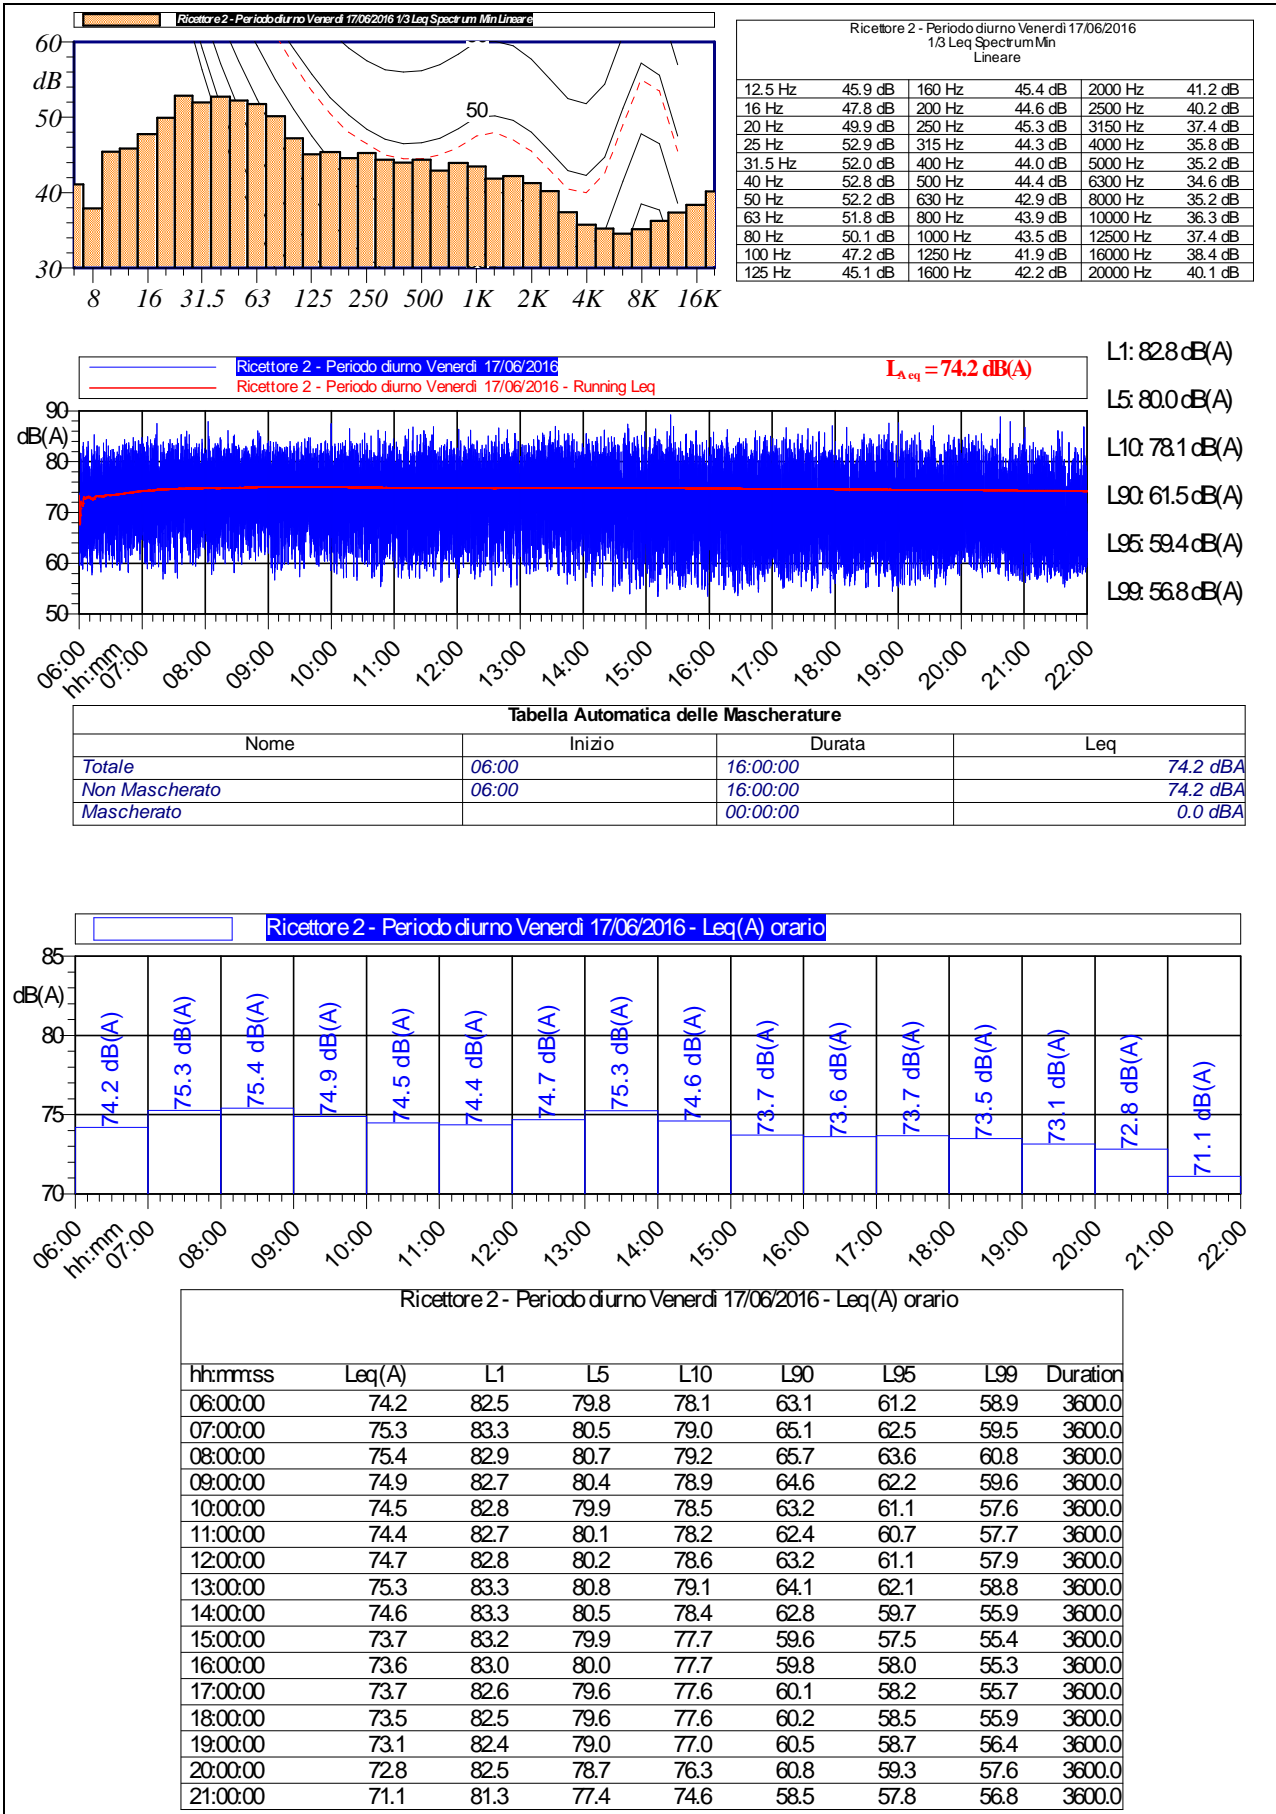 Ricettore 2 - Periodo diurno Venerdì 17/06/2016 1/3 Leq Spectrum Min Lineare
60
dB
50
40
30
50
8 16 31.5 63 125 250 500 1K 2K 4K 8K 16K
Ricettore 2 - Periodo diurno Venerdì 17/06/2016
1/3 Leq Spectrum Min
Lineare
12.5 Hz 45.9 dB 160 Hz 45.4 dB 2000 Hz 41.2 dB
16 Hz 47.8 dB 200 Hz 44.6 dB 2500 Hz 40.2 dB
20 Hz 49.9 dB 250 Hz 45.3 dB 3150 Hz 37.4 dB
25 Hz 52.9 dB 315 Hz 44.3 dB 4000 Hz 35.8 dB
31.5 Hz 52.0 dB 400 Hz 44.0 dB 5000 Hz 35.2 dB
40 Hz 52.8 dB 500 Hz 44.4 dB 6300 Hz 34.6 dB
50 Hz 52.2 dB 630 Hz 42.9 dB 8000 Hz 35.2 dB
63 Hz 51.8 dB 800 Hz 43.9 dB 10000 Hz 36.3 dB
80 Hz 50.1 dB 1000 Hz 43.5 dB 12500 Hz 37.4 dB
100 Hz 47.2 dB 1250 Hz 41.9 dB 16000 Hz 38.4 dB
125 Hz 45.1 dB 1600 Hz 42.2 dB 20000 Hz 40.1 dB
Ricettore 2 - Periodo diurno Venerdì 17/06/2016
Ricettore 2 - Periodo diurno Venerdì 17/06/2016 - Running Leq
LAeq = 74.2 dB(A)
L1: 82.8 dB(A)
L5: 80.0 dB(A)
L10: 78.1 dB(A)
L90: 61.5 dB(A)
L95: 59.4 dB(A)
L99: 56.8 dB(A)
90
dB(A)
80
70
60
50
06:00 hh:mm 07:00 08:00 09:00 10:00 11:00 12:00 13:00 14:00 15:00 16:00 17:00 18:00 19:00 20:00 21:00 22:00
Tabella Automatica delle Mascherature
Nome Inizio Durata Leq
Totale 06:00 16:00:00 74.2 dBA
Non Mascherato 06:00 16:00:00 74.2 dBA
Mascherato 00:00:00 0.0 dBA
Ricettore 2 - Periodo diurno Venerdì 17/06/2016 - Leq(A) orario
85
dB(A)
80
75
70
74.2 dB(A) 75.3 dB(A) 75.4 dB(A) 74.9 dB(A) 74.5 dB(A) 74.4 dB(A) 74.7 dB(A) 75.3 dB(A) 74.6 dB(A) 73.7 dB(A) 73.6 dB(A) 73.7 dB(A) 73.5 dB(A) 73.1 dB(A) 72.8 dB(A) 71.1 dB(A)
06:00 hh:mm 07:00 08:00 09:00 10:00 11:00 12:00 13:00 14:00 15:00 16:00 17:00 18:00 19:00 20:00 21:00 22:00
Ricettore 2 - Periodo diurno Venerdì 17/06/2016 - Leq(A) orario
hh:mm:ss Leq(A) L1 L5 L10 L90 L95 L99 Duration
06:00:00 74.2 82.5 79.8 78.1 63.1 61.2 58.9 3600.0
07:00:00 75.3 83.3 80.5 79.0 65.1 62.5 59.5 3600.0
08:00:00 75.4 82.9 80.7 79.2 65.7 63.6 60.8 3600.0
09:00:00 74.9 82.7 80.4 78.9 64.6 62.2 59.6 3600.0
10:00:00 74.5 82.8 79.9 78.5 63.2 61.1 57.6 3600.0
11:00:00 74.4 82.7 80.1 78.2 62.4 60.7 57.7 3600.0
12:00:00 74.7 82.8 80.2 78.6 63.2 61.1 57.9 3600.0
13:00:00 75.3 83.3 80.8 79.1 64.1 62.1 58.8 3600.0
14:00:00 74.6 83.3 80.5 78.4 62.8 59.7 55.9 3600.0
15:00:00 73.7 83.2 79.9 77.7 59.6 57.5 55.4 3600.0
16:00:00 73.6 83.0 80.0 77.7 59.8 58.0 55.3 3600.0
17:00:00 73.7 82.6 79.6 77.6 60.1 58.2 55.7 3600.0
18:00:00 73.5 82.5 79.6 77.6 60.2 58.5 55.9 3600.0
19:00:00 73.1 82.4 79.0 77.0 60.5 58.7 56.4 3600.0
20:00:00 72.8 82.5 78.7 76.3 60.8 59.3 57.6 3600.0
21:00:00 71.1 81.3 77.4 74.6 58.5 57.8 56.8 3600.0